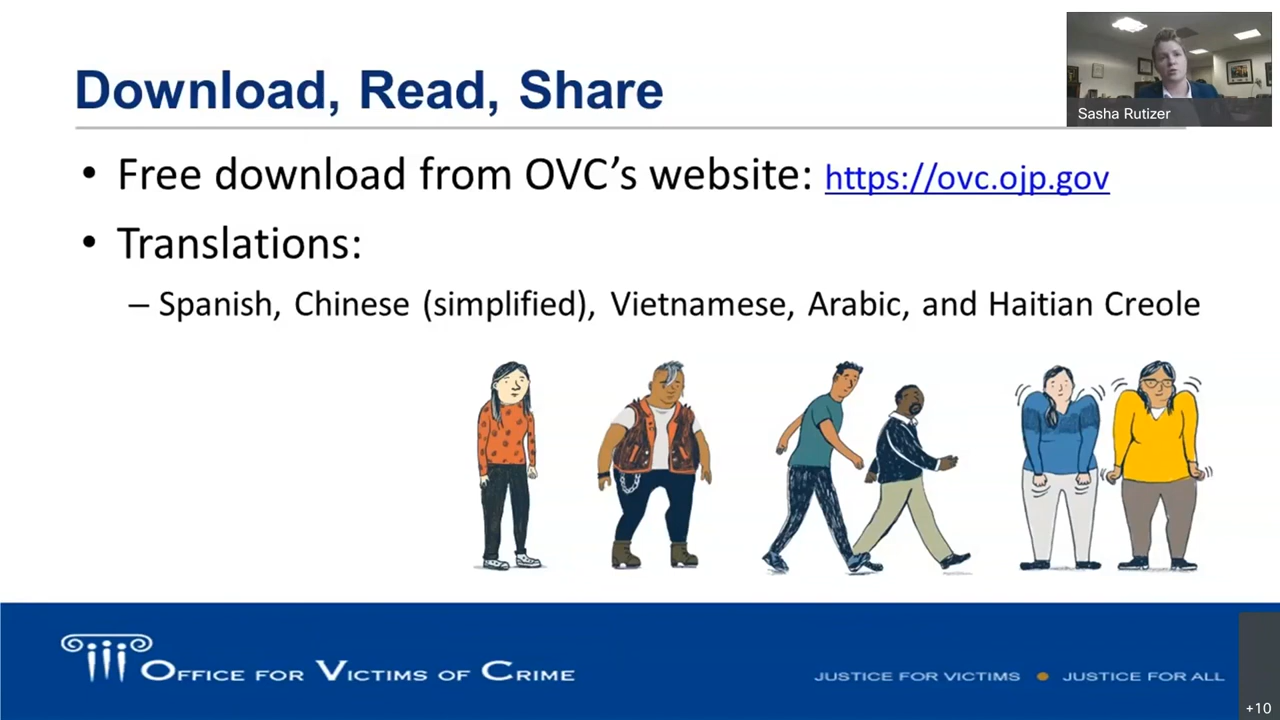 Download, Read, Share
Sasha Rutizer
• Free download from OVC’s website: https://ovc.ojp.gov
• Translations:
– Spanish, Chinese (simplified), Vietnamese, Arabic, and Haitian Creole
OFFICE FOR VICTIMS OF CRIME
JUSTICE FOR VICTIMS • JUSTICE FOR ALL
+10